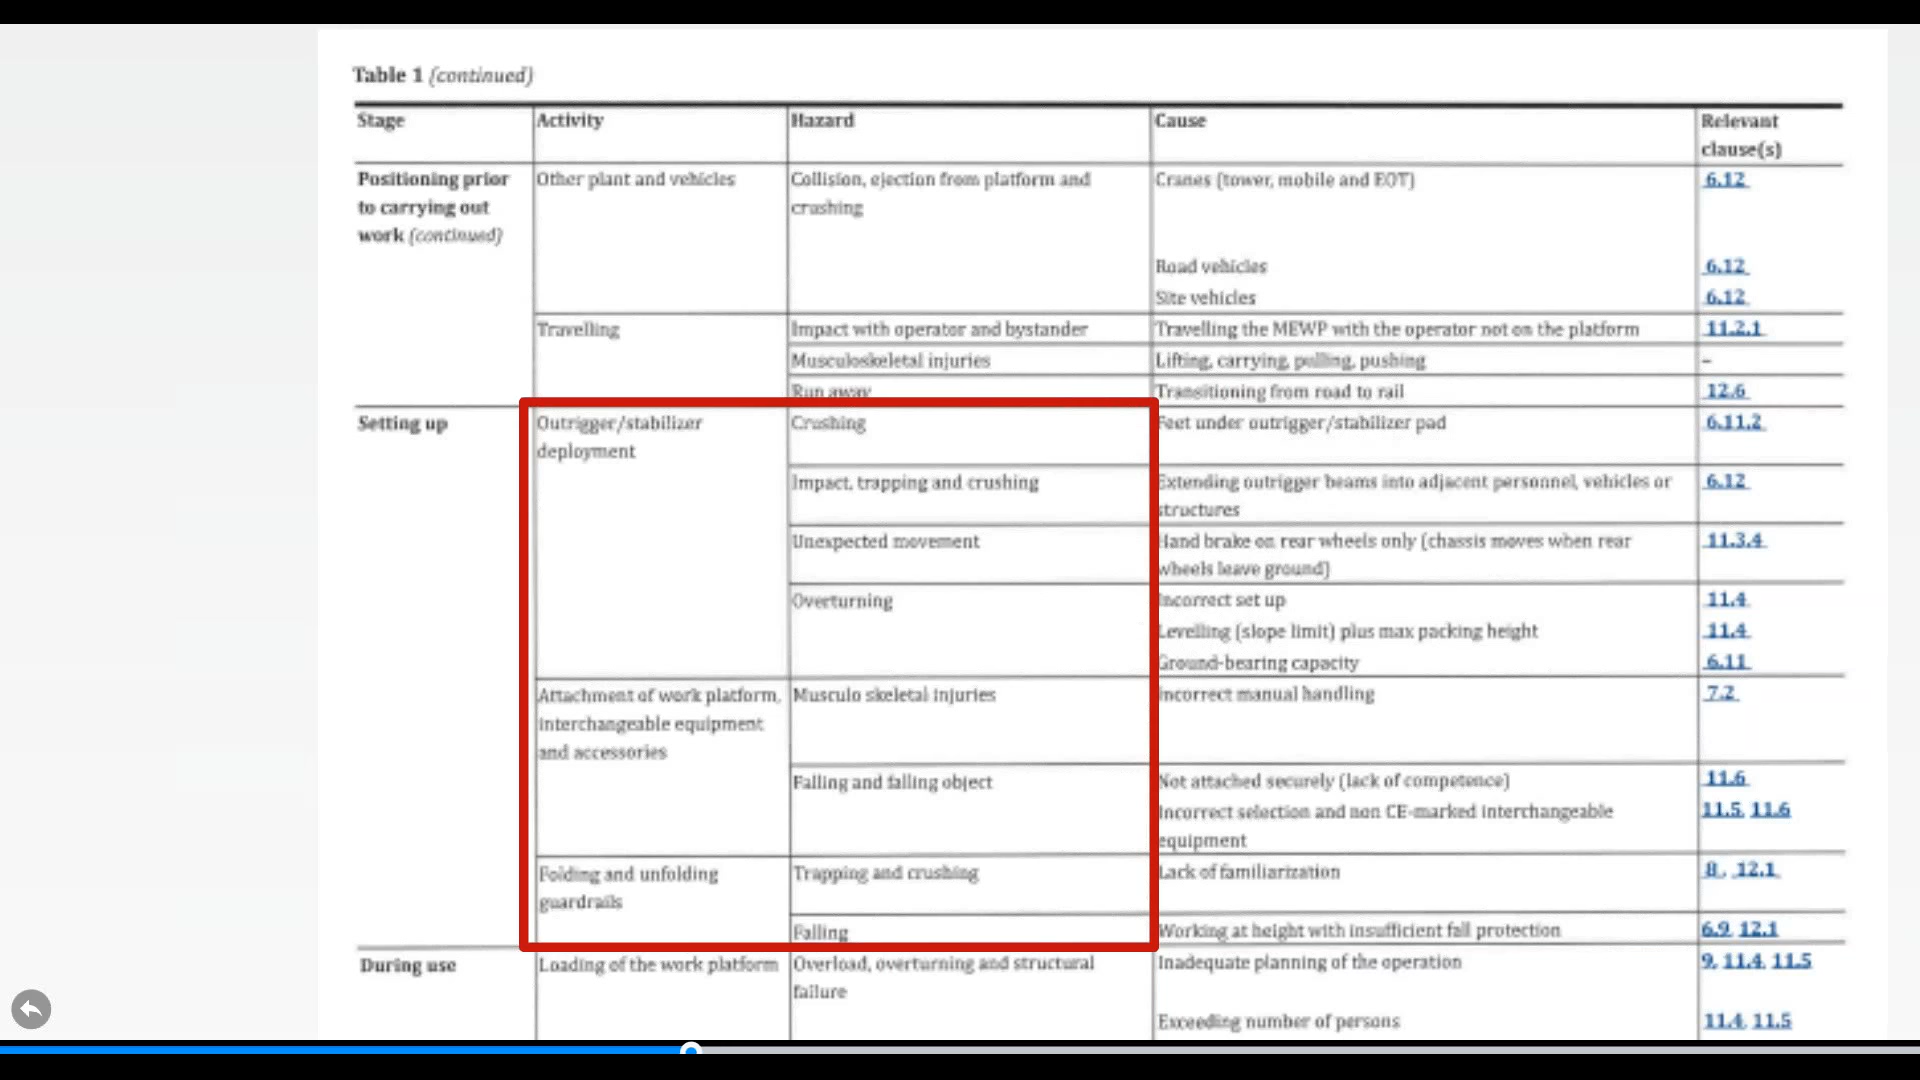 Table 1 (continued)
Stage
Activity
Hazard
Cause
Relevant
clause(s)
Positioning prior
to carrying out
work (continued)
Other plant and vehicles
Collision, ejection from platform and
crushing
Cranes (tower, mobile and EOT)
6.12
Road vehicles
6.12
Site vehicles
6.12
Travelling
Impact with operator and bystander
Travelling the MEWP with the operator not on the platform
11.2.1
Musculoskeletal injuries
Lifting, carrying, pulling, pushing
–
Run away
Transitioning from road to rail
12.6
Setting up
Outrigger/stabilizer
deployment
Crushing
Feet under outrigger/stabilizer pad
6.11.2
Impact, trapping and crushing
Extending outrigger beams into adjacent personnel, vehicles or
structures
6.12
Unexpected movement
Hand brake on rear wheels only (chassis moves when rear
wheels leave ground)
11.3.4
Overturning
Incorrect set up
11.4
Levelling (slope limit) plus max packing height
11.4
Ground-bearing capacity
6.11
Attachment of work platform,
interchangeable equipment
and accessories
Musculo skeletal injuries
Incorrect manual handling
7.2
Falling and falling object
Not attached securely (lack of competence)
11.6
Incorrect selection and non CE-marked interchangeable
equipment
11.5, 11.6
Folding and unfolding
guardrails
Trapping and crushing
Lack of familiarization
8, 12.1
Falling
Working at height with insufficient fall protection
6.9, 12.1
During use
Loading of the work platform
Overload, overturning and structural
failure
Inadequate planning of the operation
9, 11.4, 11.5
Exceeding number of persons
11.4, 11.5